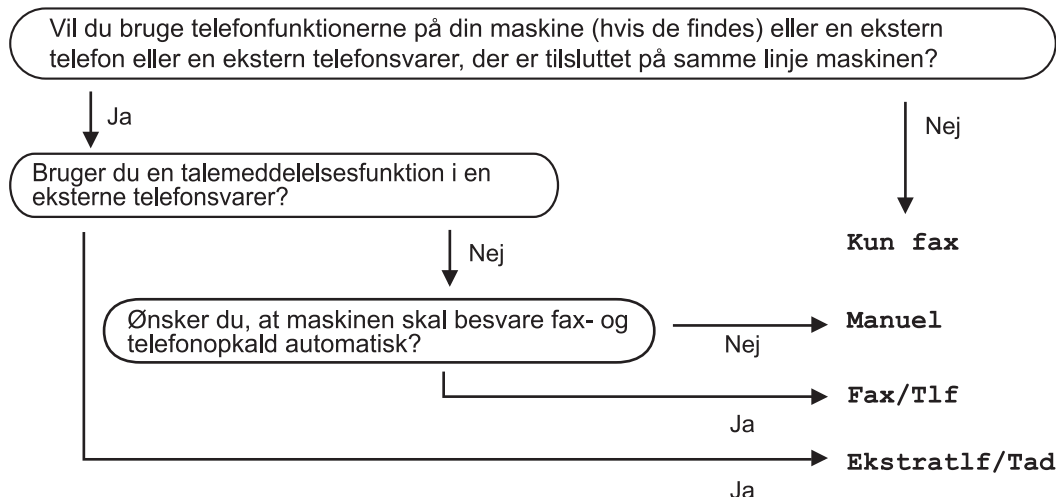 Vil du bruge telefonfunktionerne på din maskine (hvis de findes) eller en ekstern
telefon eller en ekstern telefonsvarer, der er tilsluttet på samme linje maskinen?
Ja
Nej
Bruger du en talemeddelelsesfunktion i en
eksterne telefonsvarer?
Kun fax
Nej
Ønsker du, at maskinen skal besvare fax- og
telefonopkald automatisk?
Nej
Manuel
Ja
Fax/Tlf
Ja
Ekstratlf/Tad